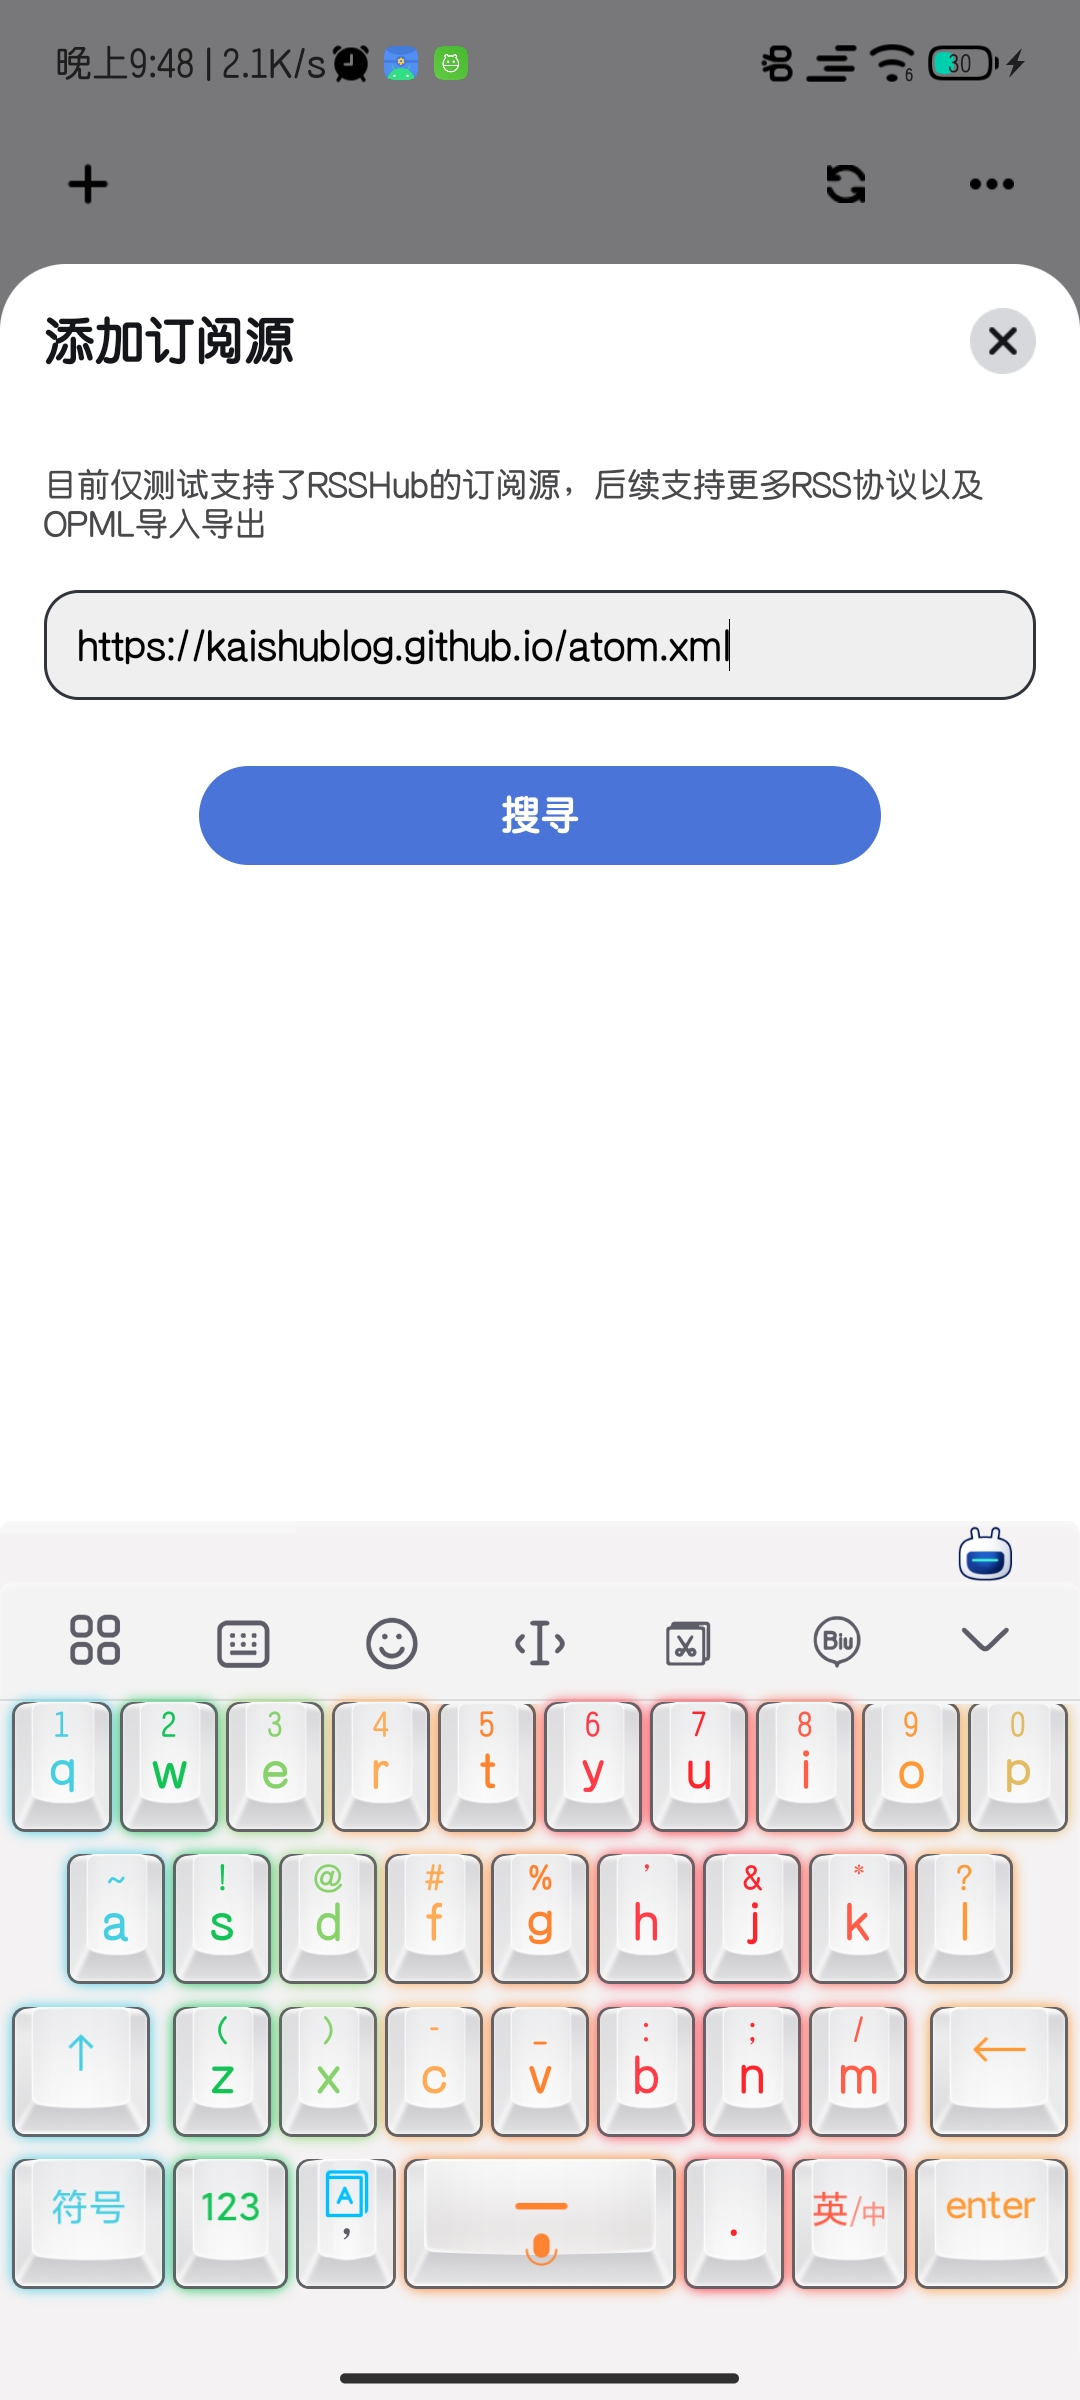 晚上9:48 | 2.1K/s
6
30
添加订阅源
目前仅测试支持了RSSHub的订阅源，后续支持更多RSS协议以及
OPML导入导出
https://kaishublog.github.io/atom.xml
搜寻
Biu
1 2 3 4 5 6 7 8 9 0
q w e r t y u i o p
~ ! @ # % ' & * ?
a s d f g h j k l
( ) - _ : ; /
↑ z x c v b n m ←
符号 123 A , . 英/中 enter